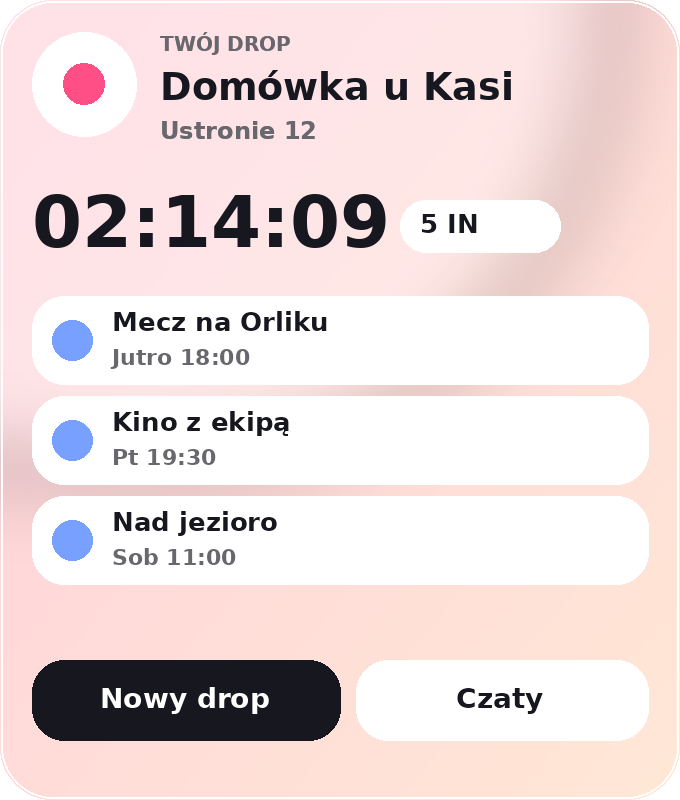 TWÓJ DROP
Domówka u Kasi
Ustronie 12
02:14:09
5 IN
Mecz na Orliku
Jutro 18:00
Kino z ekipą
Pt 19:30
Nad jezioro
Sob 11:00
Nowy drop
Czaty